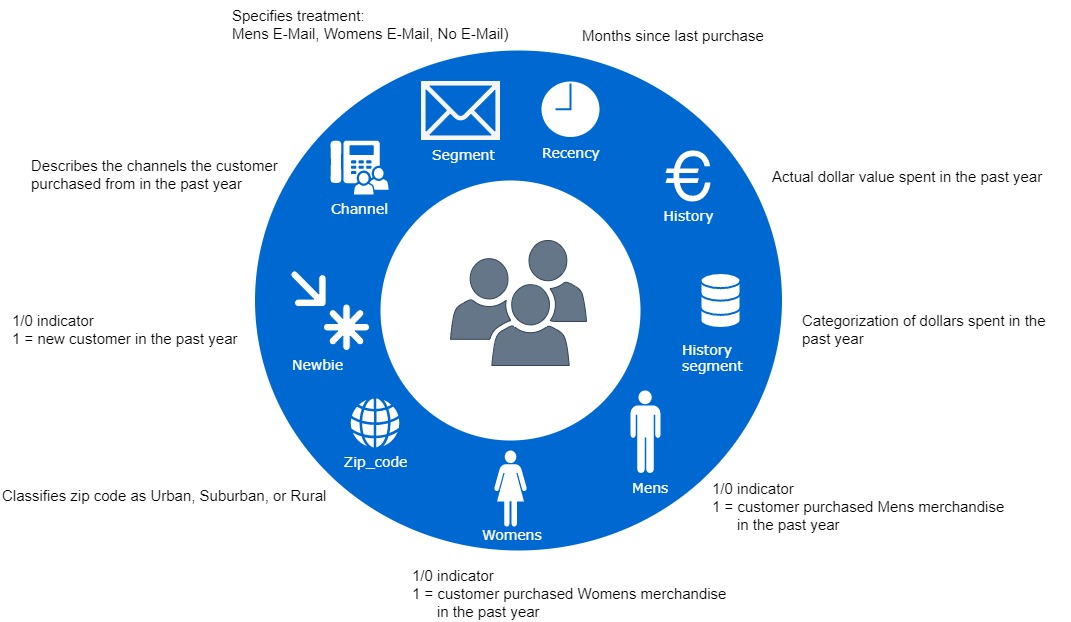 Specifies treatment:
Mens E-Mail, Womens E-Mail, No E-Mail)
Months since last purchase
Segment
Recency
Describes the channels the customer
purchased from in the past year
Channel
Actual dollar value spent in the past year
History
1/0 indicator
1 = new customer in the past year
Newbie
Categorization of dollars spent in the
past year
History
segment
Zip_code
Classifies zip code as Urban, Suburban, or Rural
Mens
1/0 indicator
1 = customer purchased Mens merchandise
in the past year
Womens
1/0 indicator
1 = customer purchased Womens merchandise
in the past year